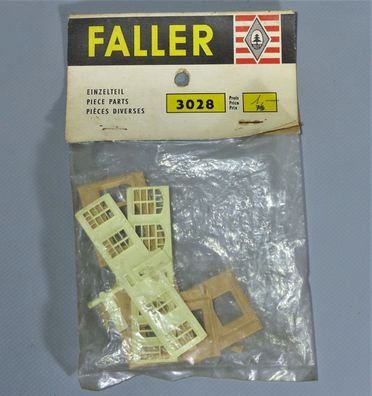 FALLER
EINZELTEIL
PIECE PARTS
PIÈCES DIVERSES
3028
Preis
Price
Prix